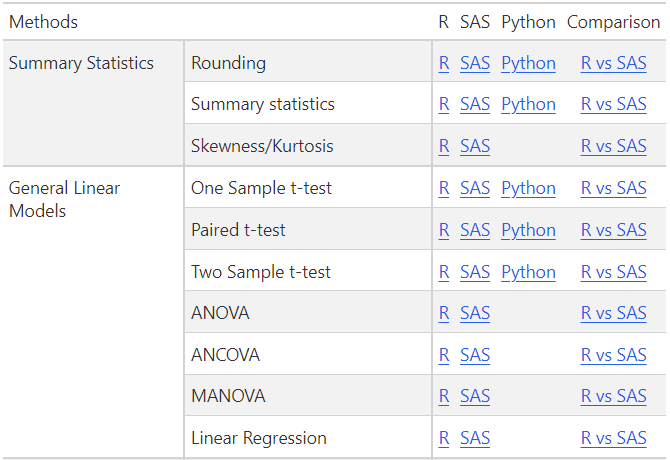 Methods R SAS Python Comparison
Summary Statistics Rounding R SAS Python R vs SAS
Summary statistics R SAS Python R vs SAS
Skewness/Kurtosis R SAS R vs SAS
General Linear One Sample t-test R SAS Python R vs SAS
Models
Paired t-test R SAS Python R vs SAS
Two Sample t-test R SAS Python R vs SAS
ANOVA R SAS R vs SAS
ANCOVA R SAS R vs SAS
MANOVA R SAS R vs SAS
Linear Regression R SAS R vs SAS